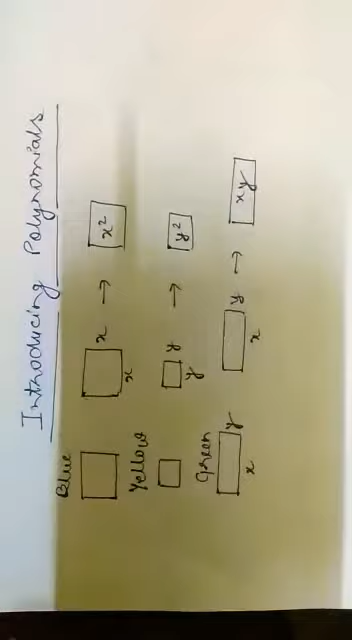 Introducing Polynomials
Blue
x x → x²
Yellow
y y → y²
Green
x y x y → xy